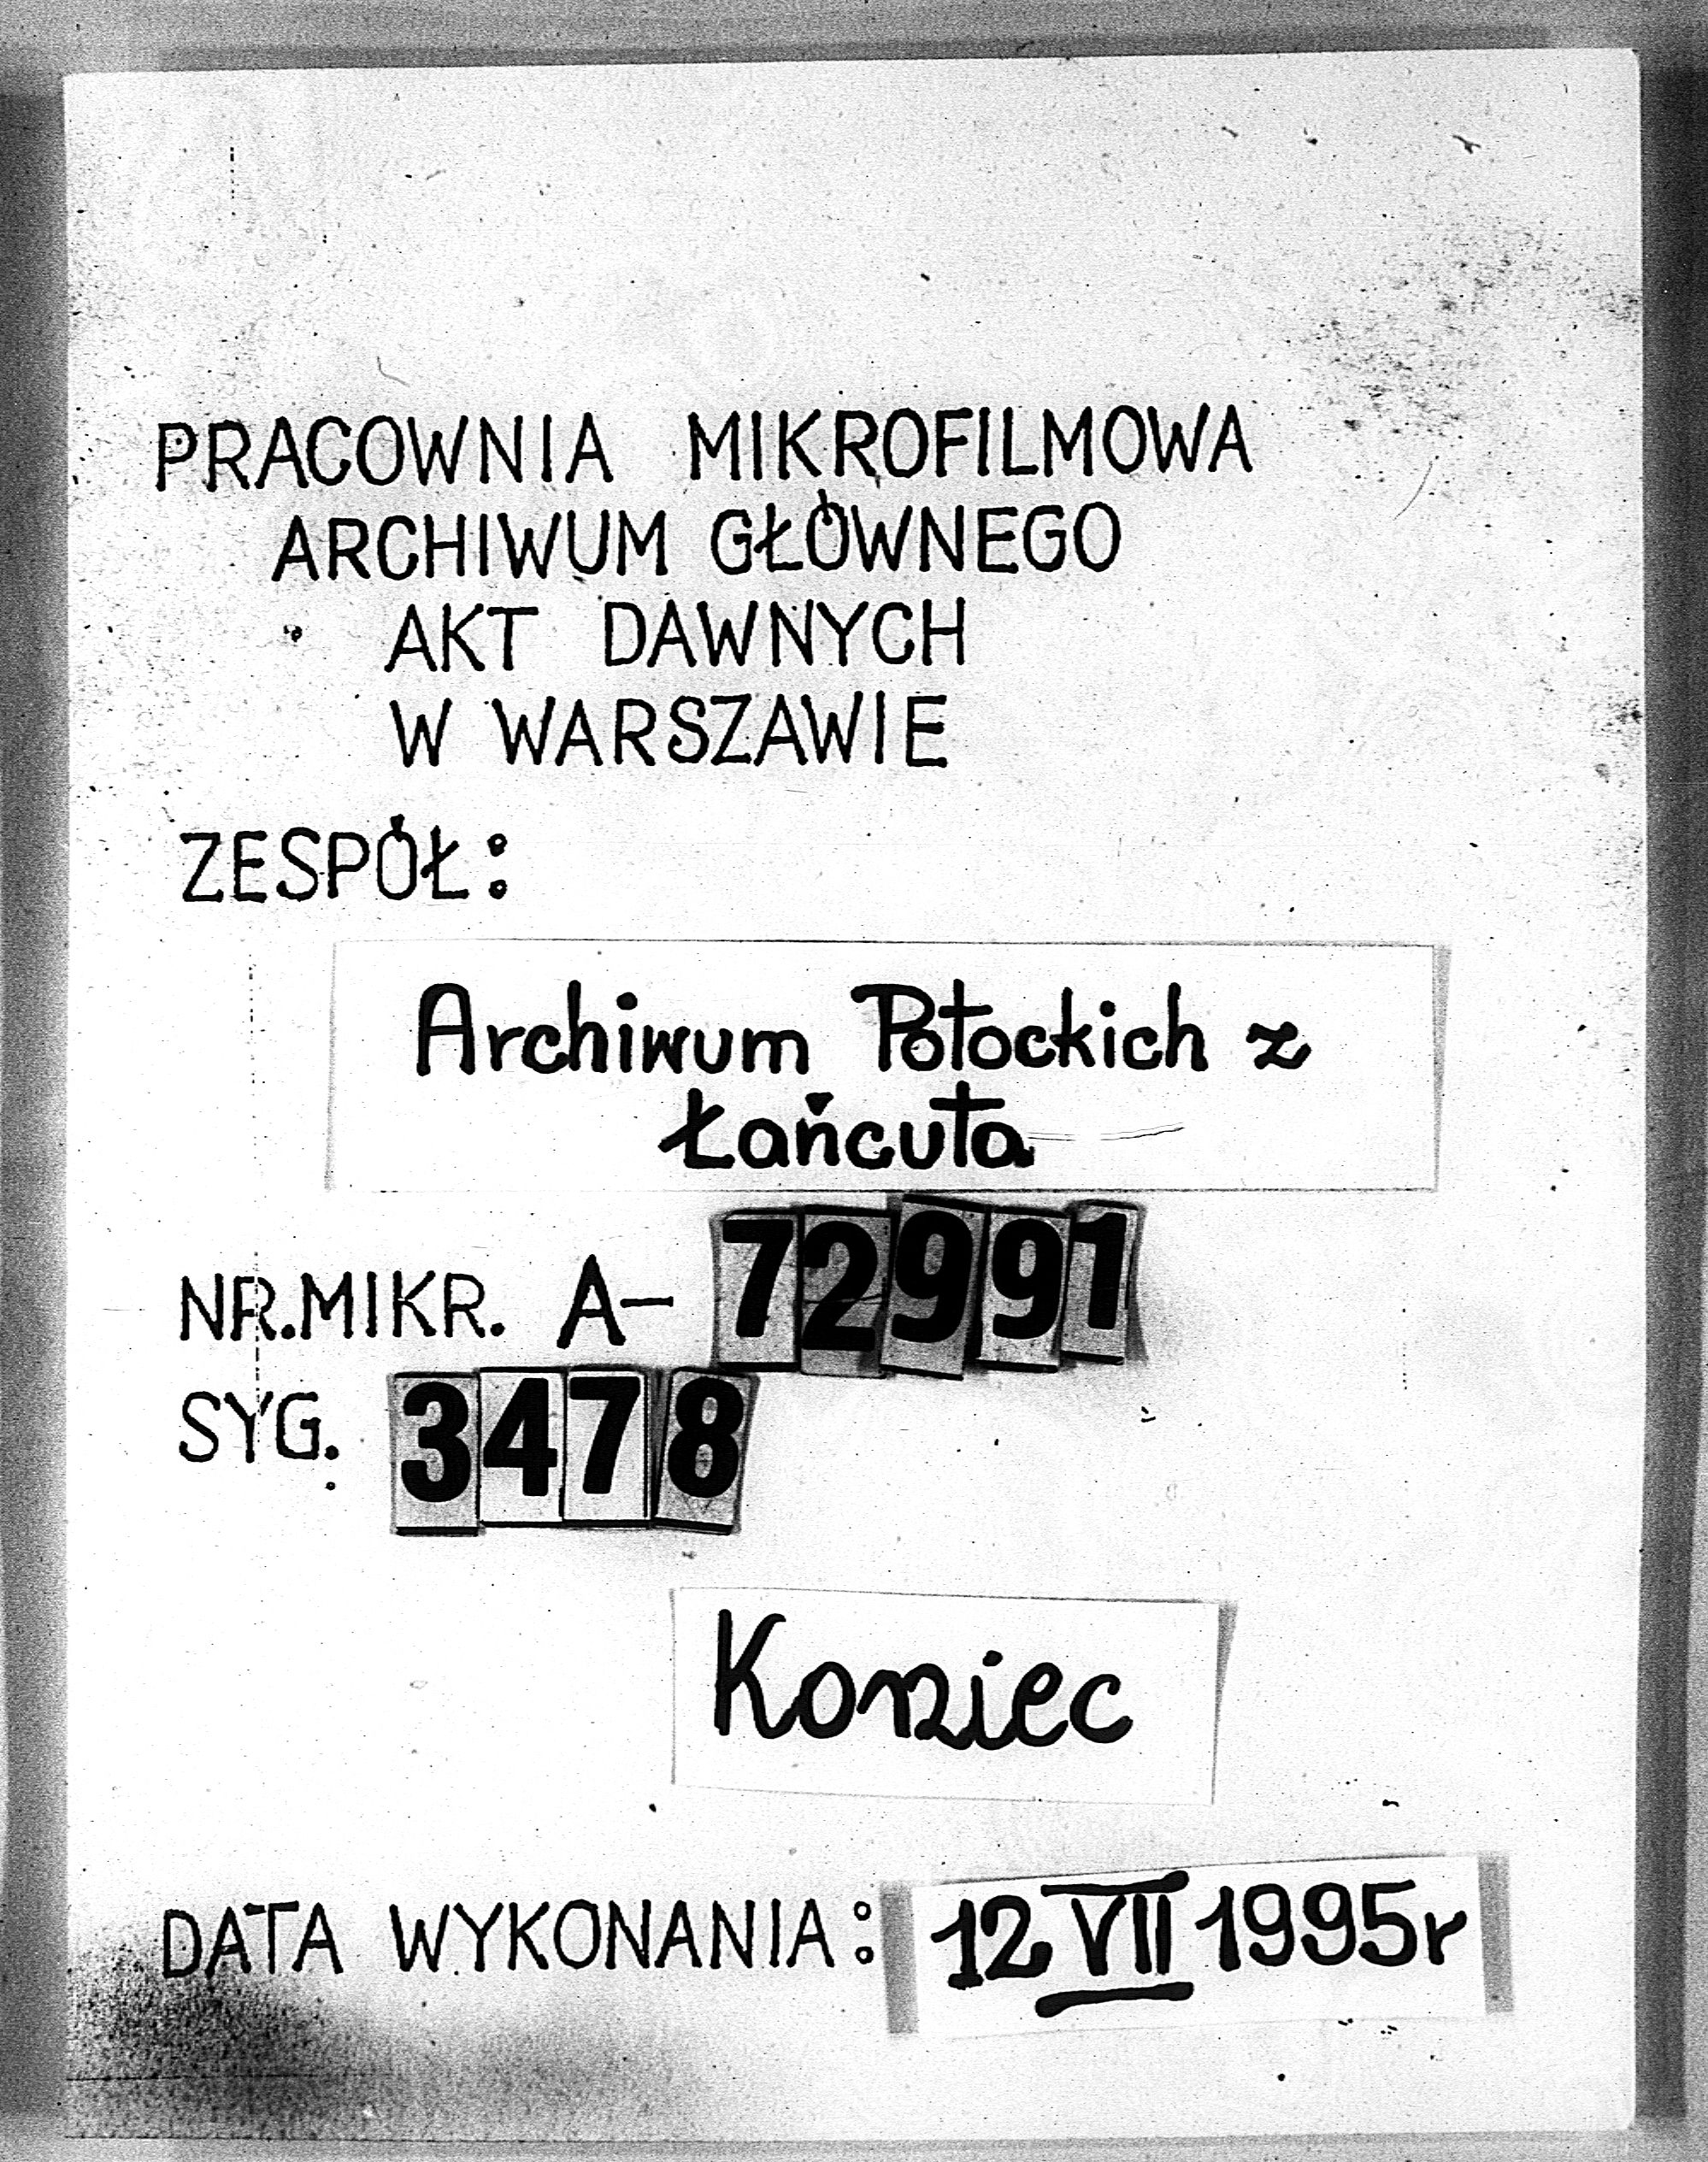 PRACOWNIA MIKROFILMOWA
ARCHIWUM GŁÓWNEGO
AKT DAWNYCH
W WARSZAWIE
ZESPÓŁ:
Archiwum Potockich z
Łańcuta
NR.MIKR. A- 72991
SYG. 3478
Koniec
DATA WYKONANIA: 12 VII 1995r